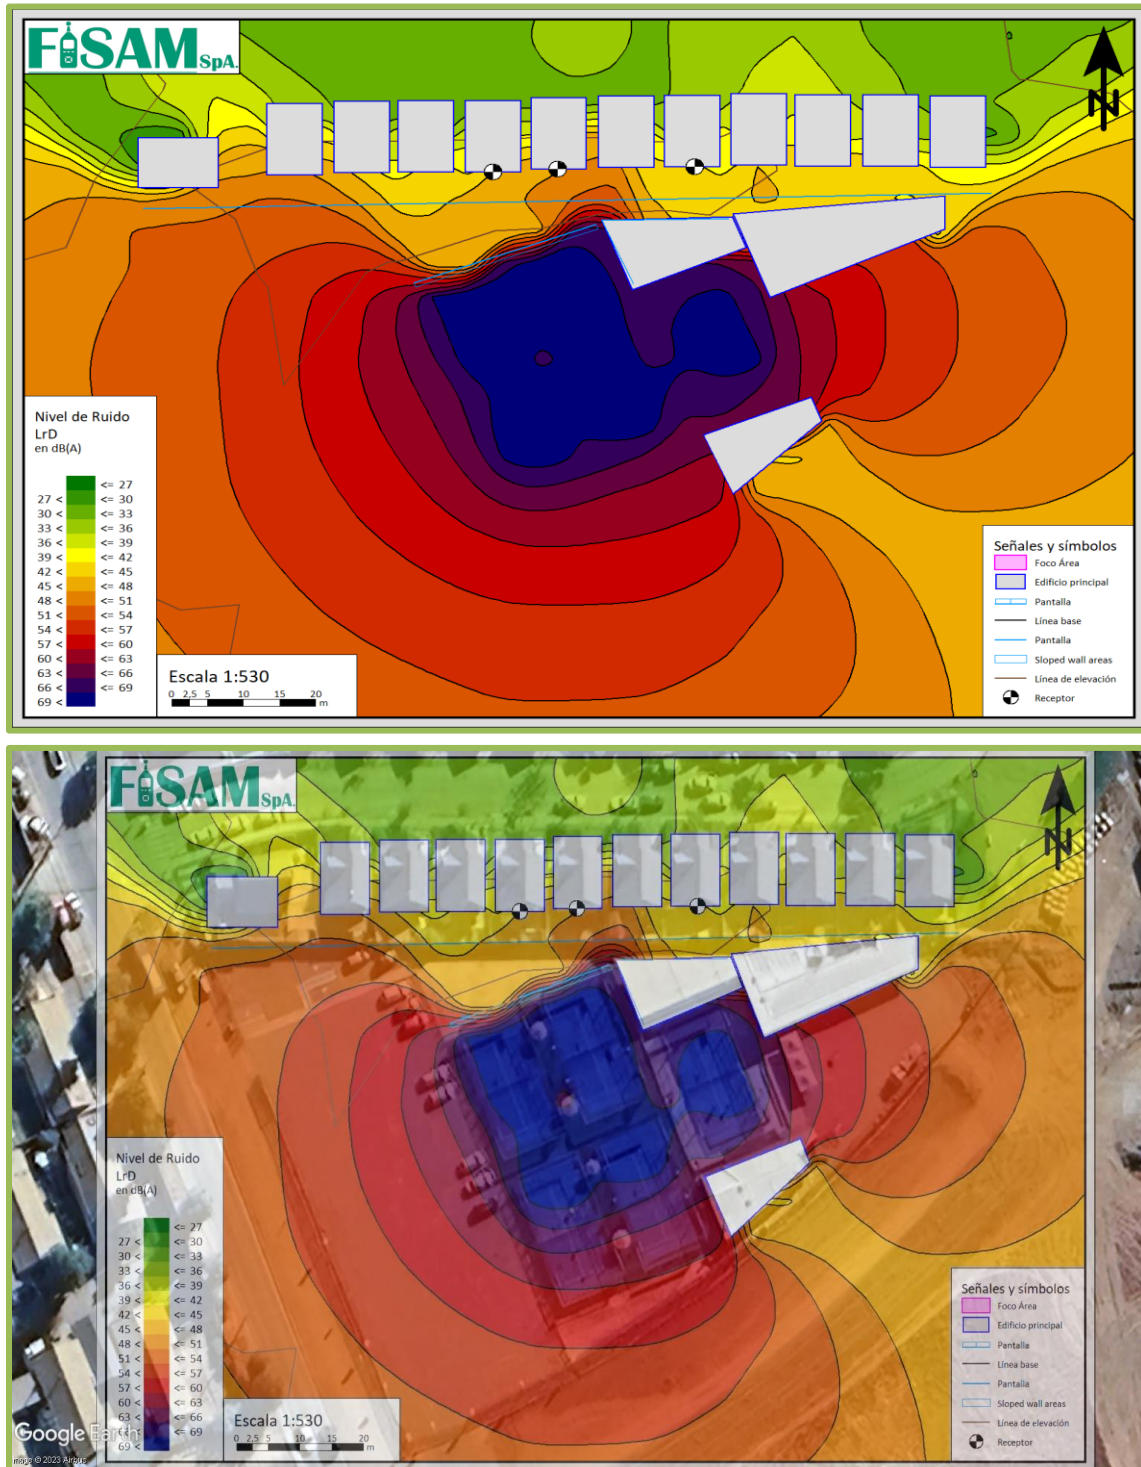 FiSAM SpA.
N
Nivel de Ruido
LrD
en dB(A)
<= 27
27 < <= 30
30 < <= 33
33 < <= 36
36 < <= 39
39 < <= 42
42 < <= 45
45 < <= 48
48 < <= 51
51 < <= 54
54 < <= 57
57 < <= 60
60 < <= 63
63 < <= 66
66 < <= 69
69 <
Escala 1:530
0 2,5 5 10 15 20
m
Señales y símbolos
Foco Área
Edificio principal
Pantalla
Línea base
Pantalla
Sloped wall areas
Línea de elevación
Receptor
FiSAM SpA.
N
Nivel de Ruido
LrD
en dB(A)
<= 27
27 < <= 30
30 < <= 33
33 < <= 36
36 < <= 39
39 < <= 42
42 < <= 45
45 < <= 48
48 < <= 51
51 < <= 54
54 < <= 57
57 < <= 60
60 < <= 63
63 < <= 66
<= 69
69 <
Escala 1:530
0 2,5 5 10 15 20
m
Señales y símbolos
Foco Área
Edificio principal
Pantalla
Línea base
Pantalla
Sloped wall areas
Línea de elevación
Receptor
Google Earth
© 2023 Airbus